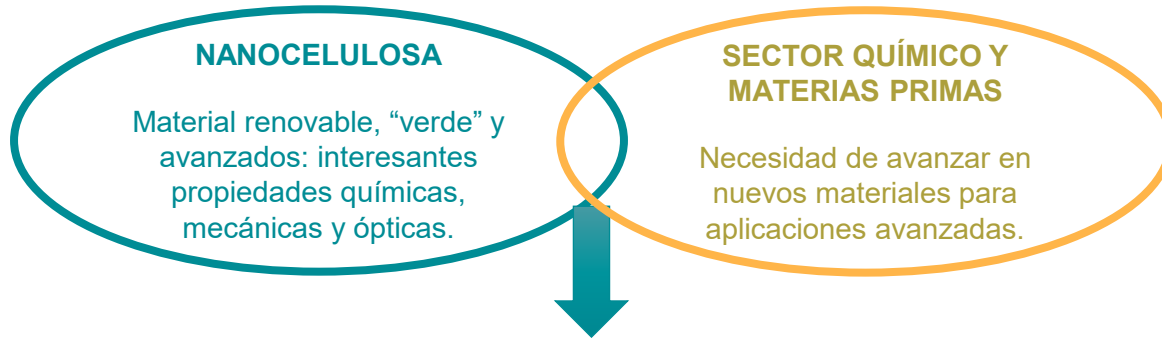 NANOCELULOSA
Material renovable, “verde” y
avanzados: interesantes
propiedades químicas,
mecánicas y ópticas.
SECTOR QUÍMICO Y
MATERIAS PRIMAS
Necesidad de avanzar en
nuevos materiales para
aplicaciones avanzadas.